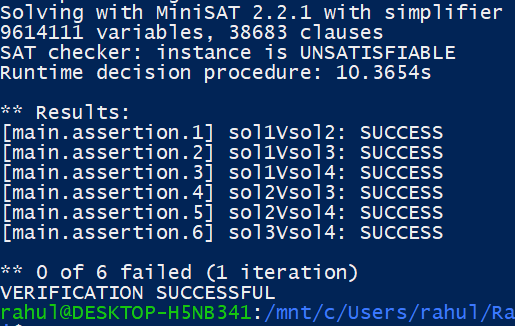 Solving with MiniSAT 2.2.1 with simplifier
9614111 variables, 38683 clauses
SAT checker: instance is UNSATISFIABLE
Runtime decision procedure: 10.3654s
** Results:
[main.assertion.1] sol1Vsol2: SUCCESS
[main.assertion.2] sol1Vsol3: SUCCESS
[main.assertion.3] sol1Vsol4: SUCCESS
[main.assertion.4] sol2Vsol3: SUCCESS
[main.assertion.5] sol2Vsol4: SUCCESS
[main.assertion.6] sol3Vsol4: SUCCESS
** 0 of 6 failed (1 iteration)
VERIFICATION SUCCESSFUL
rahul@DESKTOP-H5NB341:/mnt/c/Users/rahul/Ra